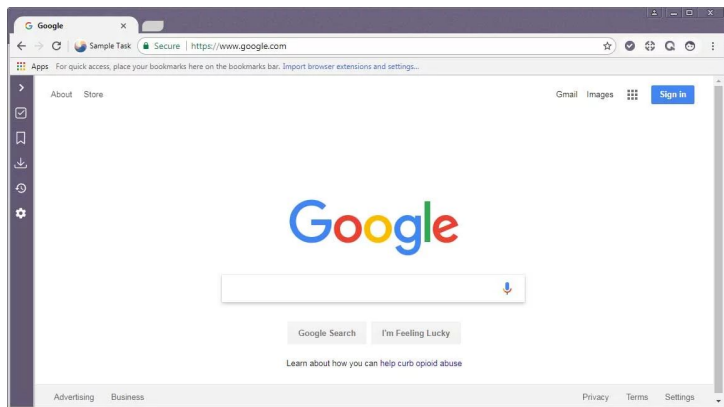 Google
Sample Task
Secure
https://www.google.com
Apps
For quick access, place your bookmarks here on the bookmarks bar. Import browser extensions and settings...
About Store
Gmail Images
Sign in
Google
Google Search
I'm Feeling Lucky
Learn about how you can help curb opioid abuse
Advertising Business
Privacy Terms Settings